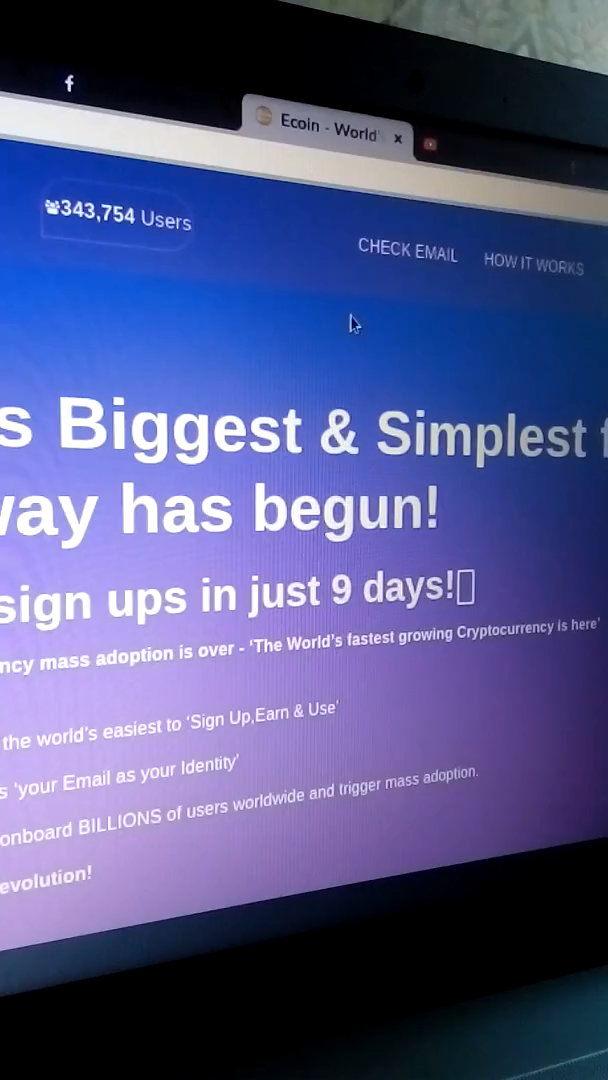 f
Ecoin - World'
343,754 Users
CHECK EMAIL HOW IT WORKS
s Biggest & Simplest f
way has begun!
sign ups in just 9 days!
ncy mass adoption is over - 'The World's fastest growing Cryptocurrency is here'
the world's easiest to 'Sign Up,Earn & Use'
s 'your Email as your Identity'
onboard BILLIONS of users worldwide and trigger mass adoption.
evolution!